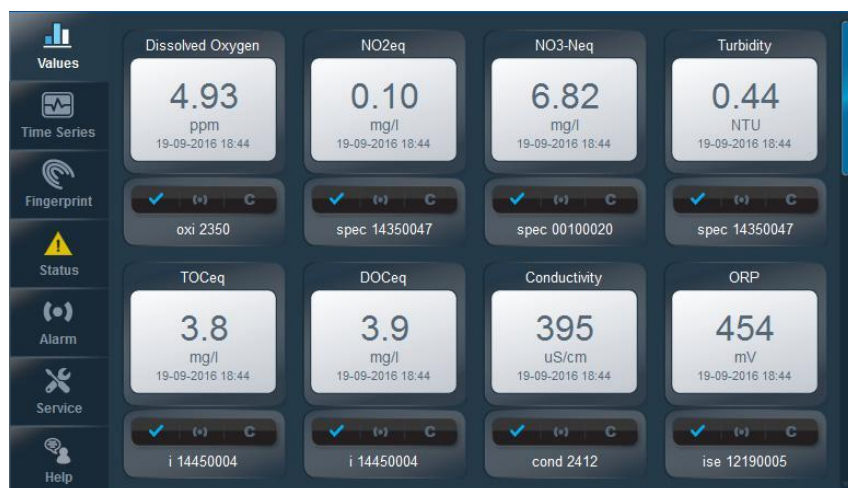 Values
Time Series
Fingerprint
Status
Alarm
Service
Help
Dissolved Oxygen
4.93
ppm
19-09-2016 18:44
C
oxi 2350
NO2eq
0.10
mg/l
19-09-2016 18:44
C
spec 14350047
NO3-Neq
6.82
mg/l
19-09-2016 18:44
C
spec 00100020
Turbidity
0.44
NTU
19-09-2016 18:44
C
spec 14350047
TOCeq
3.8
mg/l
19-09-2016 18:44
C
i 14450004
DOCeq
3.9
mg/l
19-09-2016 18:44
C
i 14450004
Conductivity
395
uS/cm
19-09-2016 18:44
C
cond 2412
ORP
454
mV
19-09-2016 18:44
C
ise 12190005